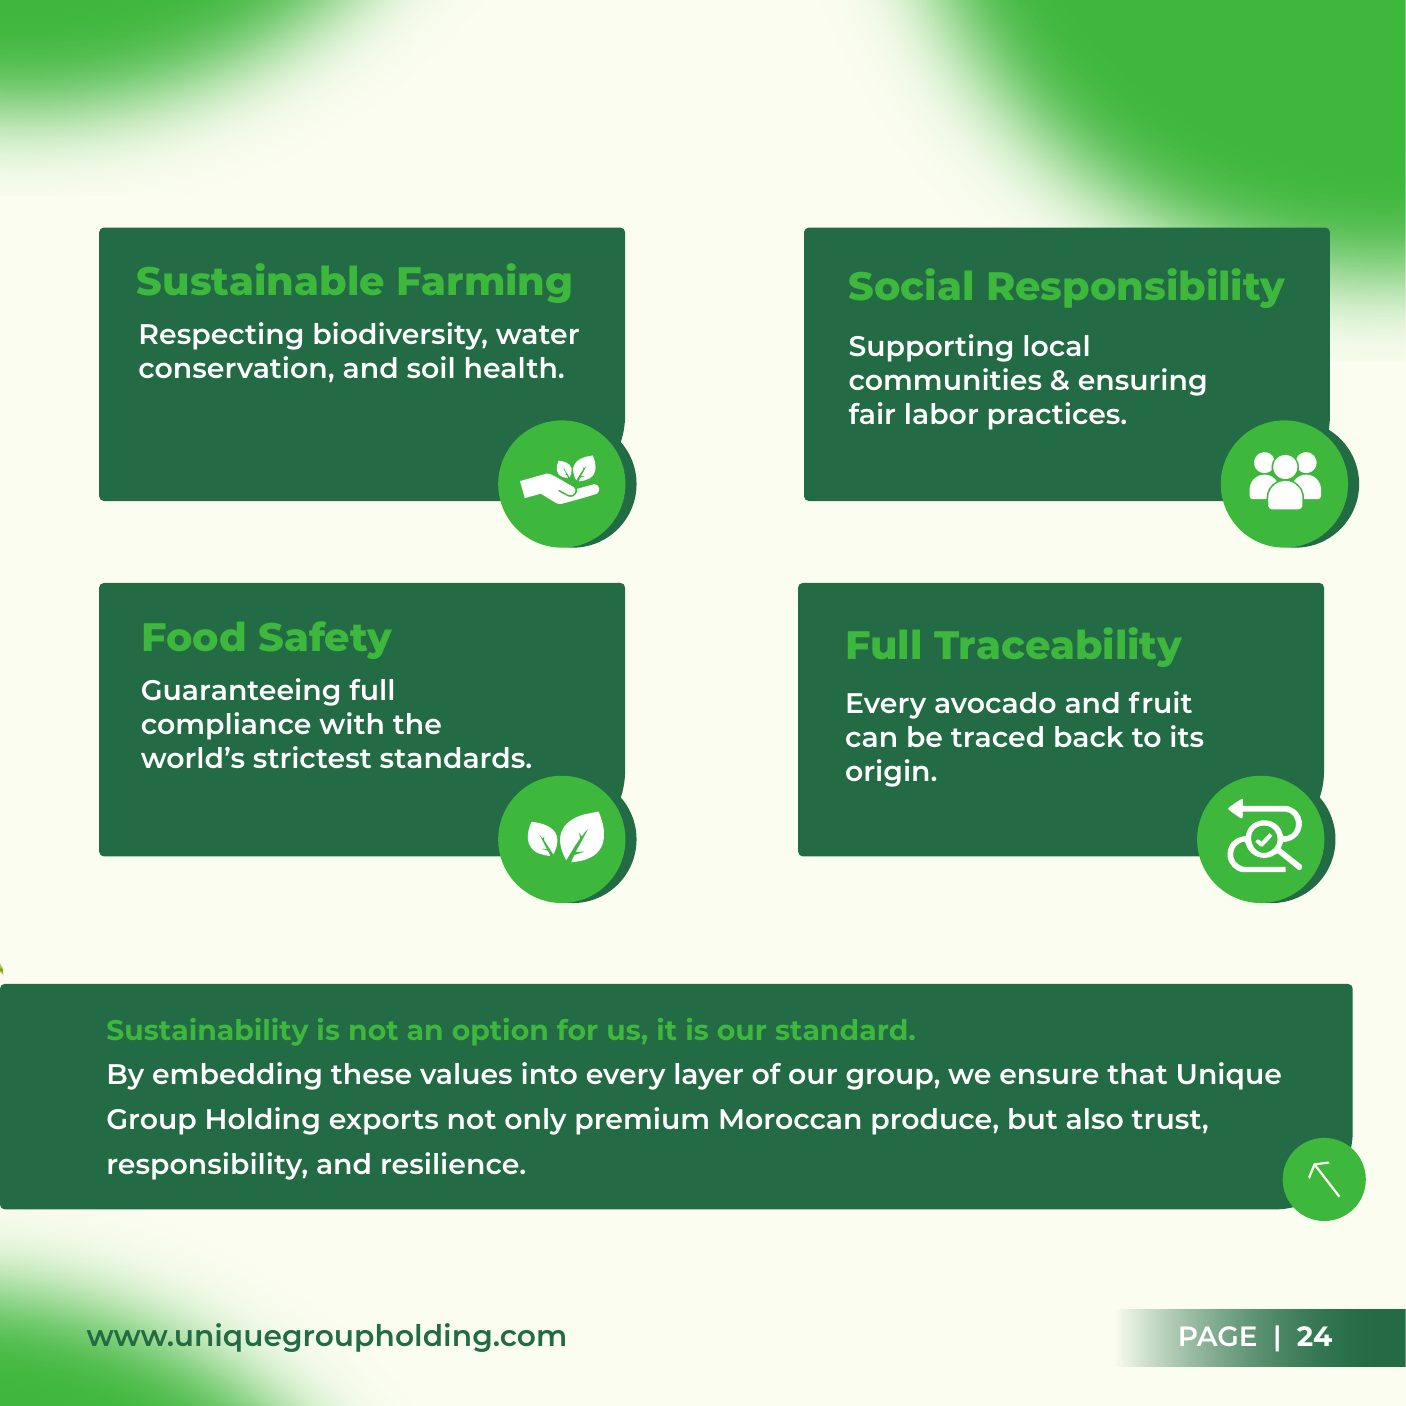 Sustainable Farming
Respecting biodiversity, water
conservation, and soil health.
Social Responsibility
Supporting local
communities & ensuring
fair labor practices.
Food Safety
Guaranteeing full
compliance with the
world’s strictest standards.
Full Traceability
Every avocado and fruit
can be traced back to its
origin.
Sustainability is not an option for us, it is our standard.
By embedding these values into every layer of our group, we ensure that Unique
Group Holding exports not only premium Moroccan produce, but also trust,
responsibility, and resilience.
www.uniquegroupholding.com
PAGE | 24